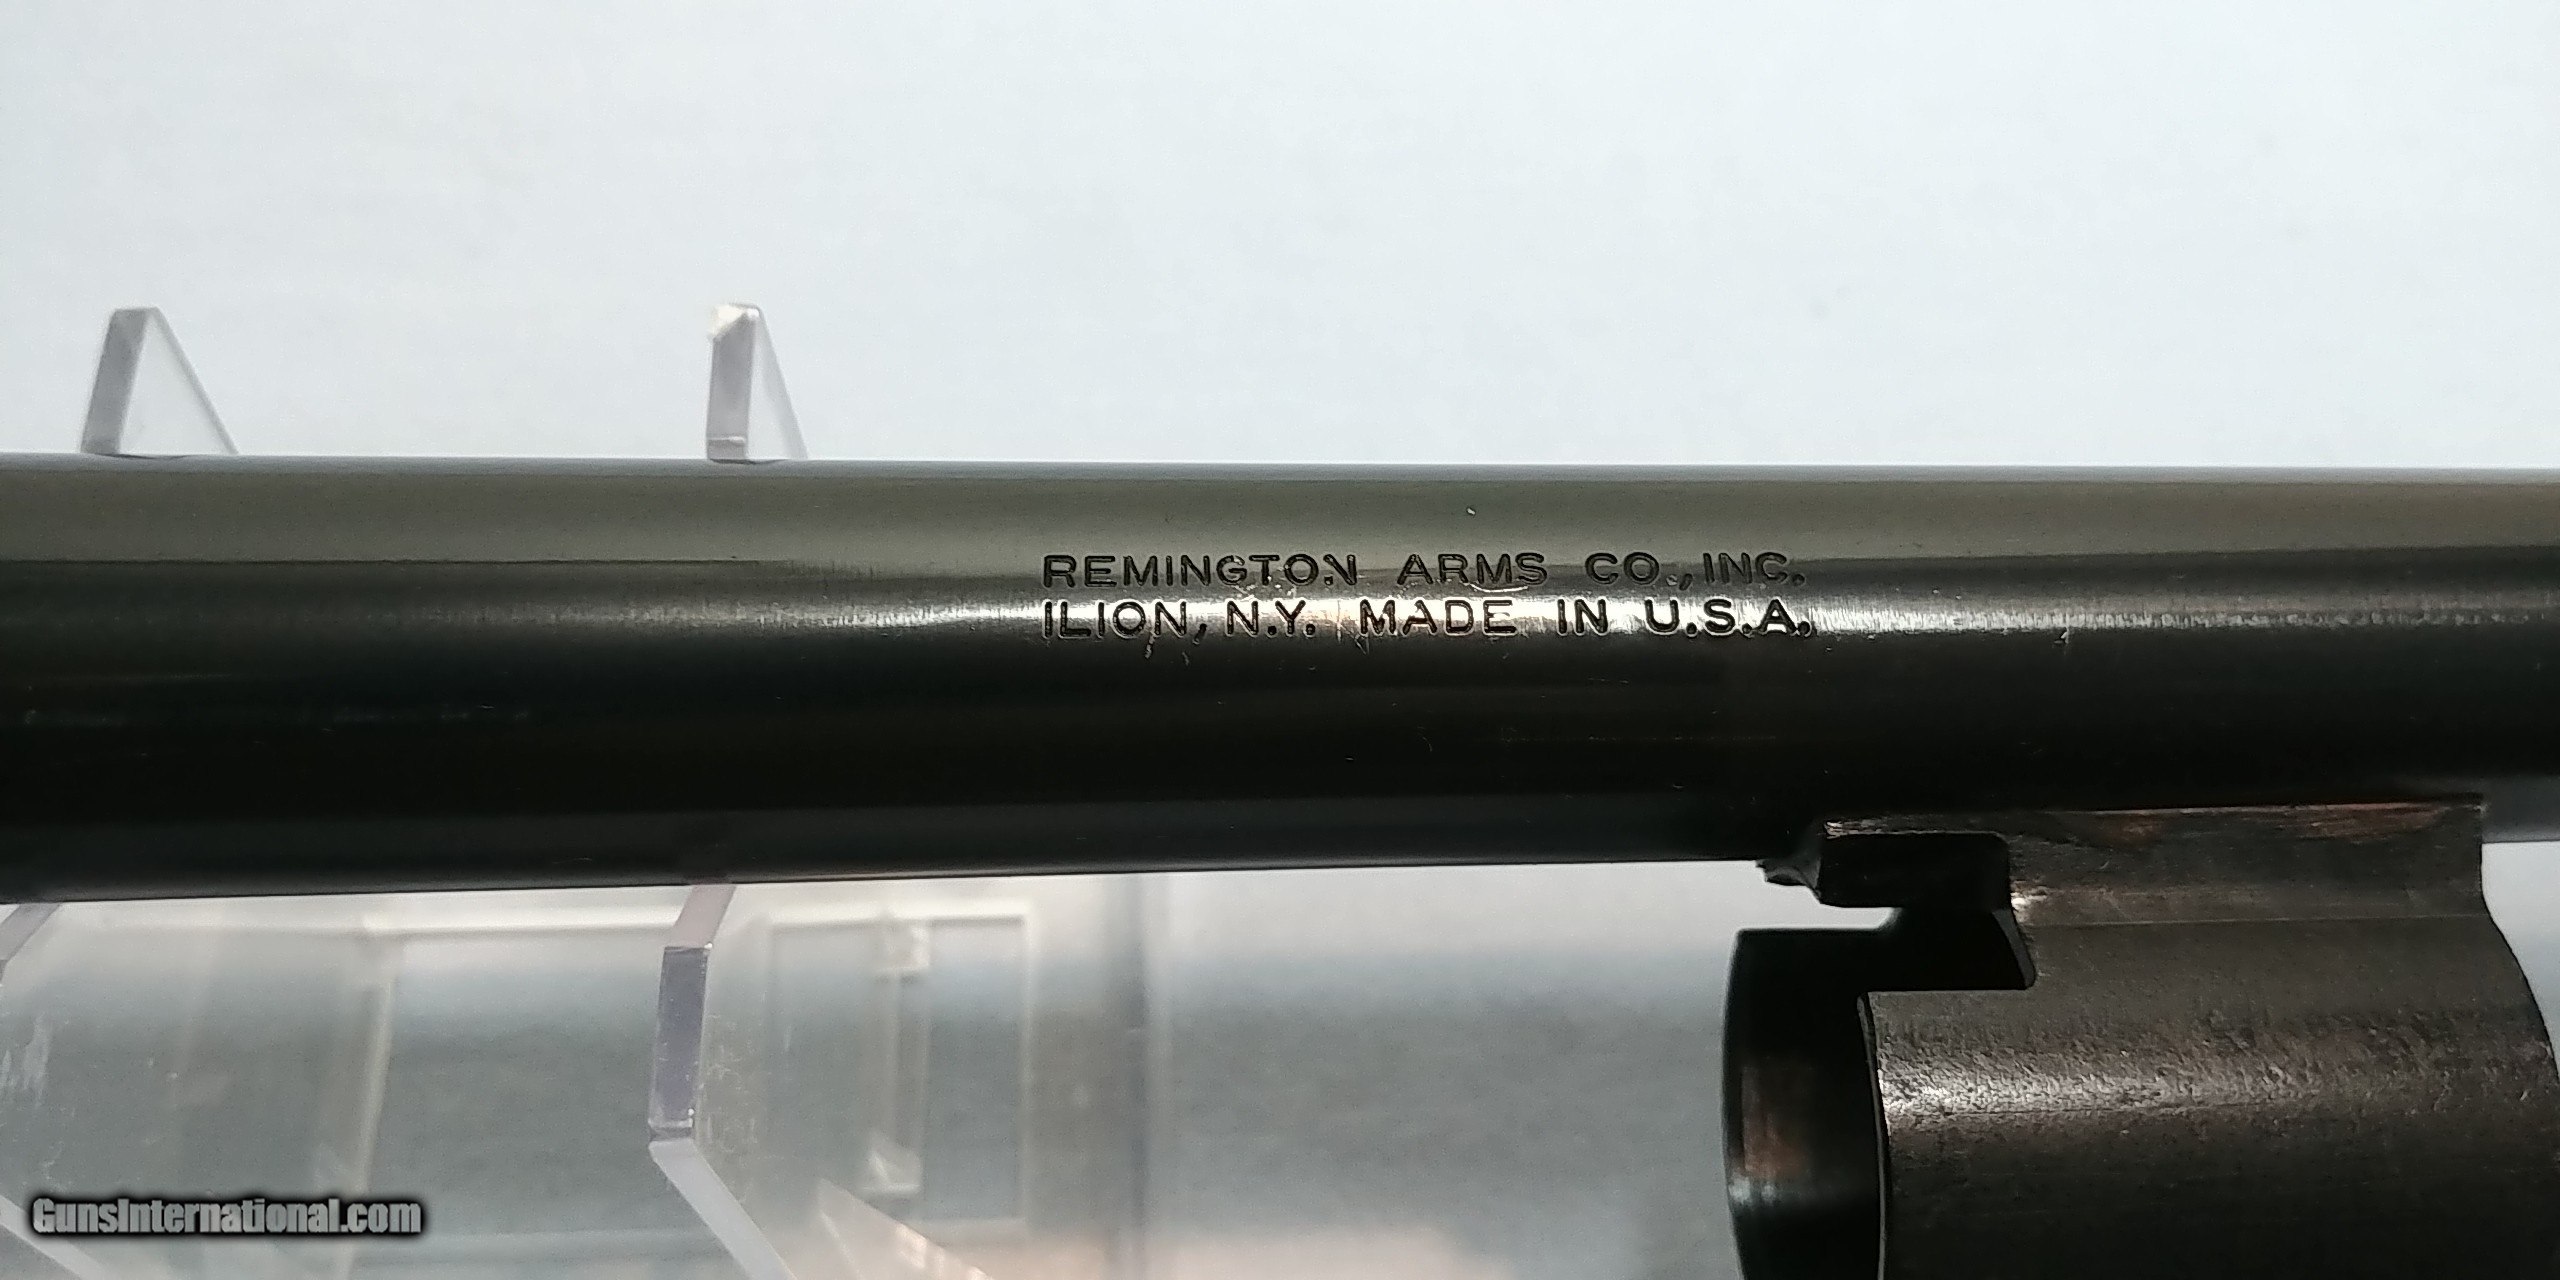 REMINGTON ARMS CO., INC.
ILION, N.Y. MADE IN U.S.A.
GunsInternational.com